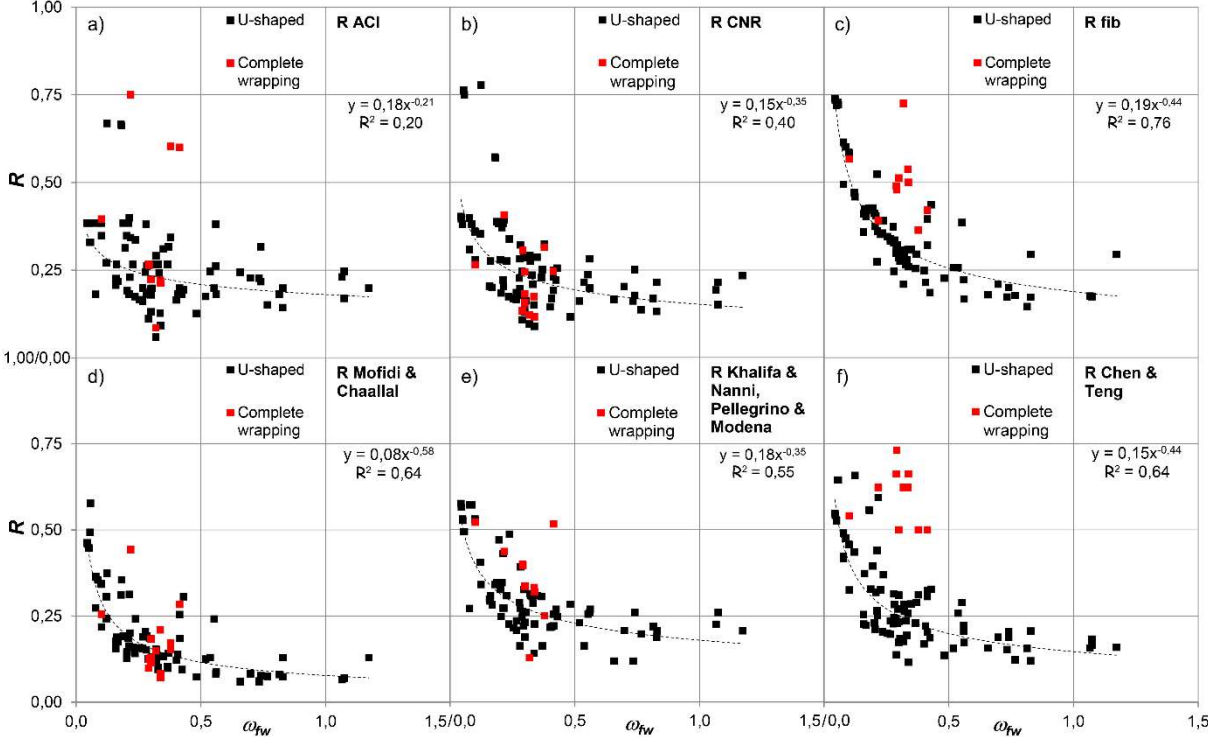 1,00
a)
U-shaped
R ACI
Complete
wrapping
y = 0,18x⁻⁰,²¹
R² = 0,20
b)
U-shaped
R CNR
Complete
wrapping
y = 0,15x⁻⁰,³⁵
R² = 0,40
c)
U-shaped
R fib
Complete
wrapping
y = 0,19x⁻⁰,⁴⁴
R² = 0,76
0,75
R
0,50
0,25
1,00/0,00
d)
U-shaped
R Mofidi &
Chaallal
Complete
wrapping
y = 0,08x⁻⁰,⁵⁸
R² = 0,64
e)
U-shaped
R Khalifa &
Nanni,
Pellegrino &
Modena
Complete
wrapping
y = 0,18x⁻⁰,³⁵
R² = 0,55
f)
U-shaped
R Chen &
Teng
Complete
wrapping
y = 0,15x⁻⁰,⁴⁴
R² = 0,64
0,75
R
0,50
0,25
0,00
0,0 0,5 1,0 1,5/0,0 0,5 1,0 1,5/0,0 0,5 1,0 1,5
ω_fw ω_fw ω_fw